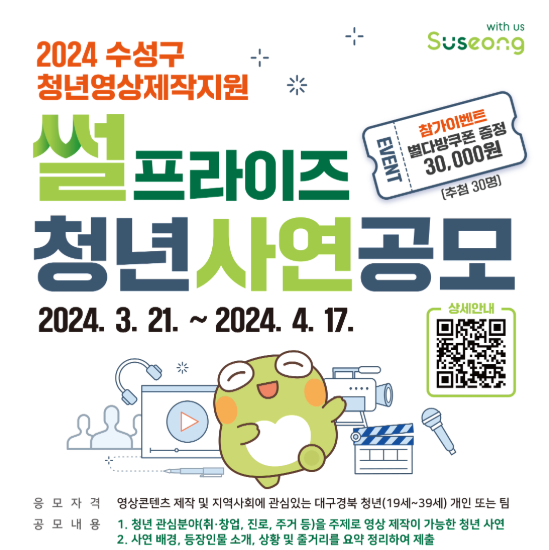 with us
Suseong
2024 수성구
청년영상제작지원
썰프라이즈
청년사연공모
EVENT
참가이벤트
별다방쿠폰 증정
30,000원
(추첨 30명)
2024. 3. 21. ~ 2024. 4. 17.
상세안내
응 모 자 격 영상콘텐츠 제작 및 지역사회에 관심있는 대구경북 청년(19세~39세) 개인 또는 팀
공 모 내 용 1. 청년 관심분야(취·창업, 진로, 주거 등)을 주제로 영상 제작이 가능한 청년 사연
2. 사연 배경, 등장인물 소개, 상황 및 줄거리를 요약 정리하여 제출